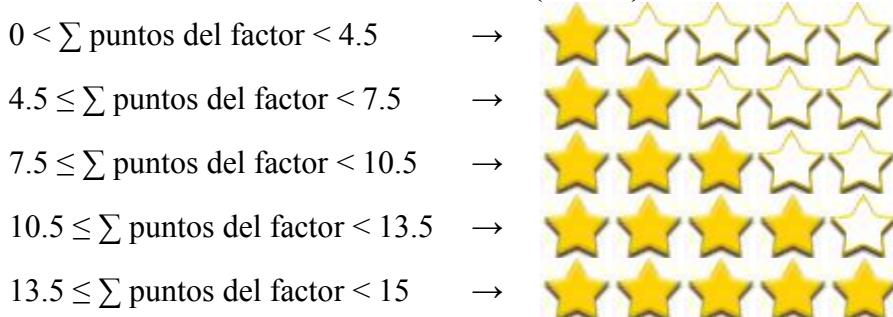 0 < ∑ puntos del factor < 4.5 →
4.5 ≤ ∑ puntos del factor < 7.5 →
7.5 ≤ ∑ puntos del factor < 10.5 →
10.5 ≤ ∑ puntos del factor < 13.5 →
13.5 ≤ ∑ puntos del factor < 15 →